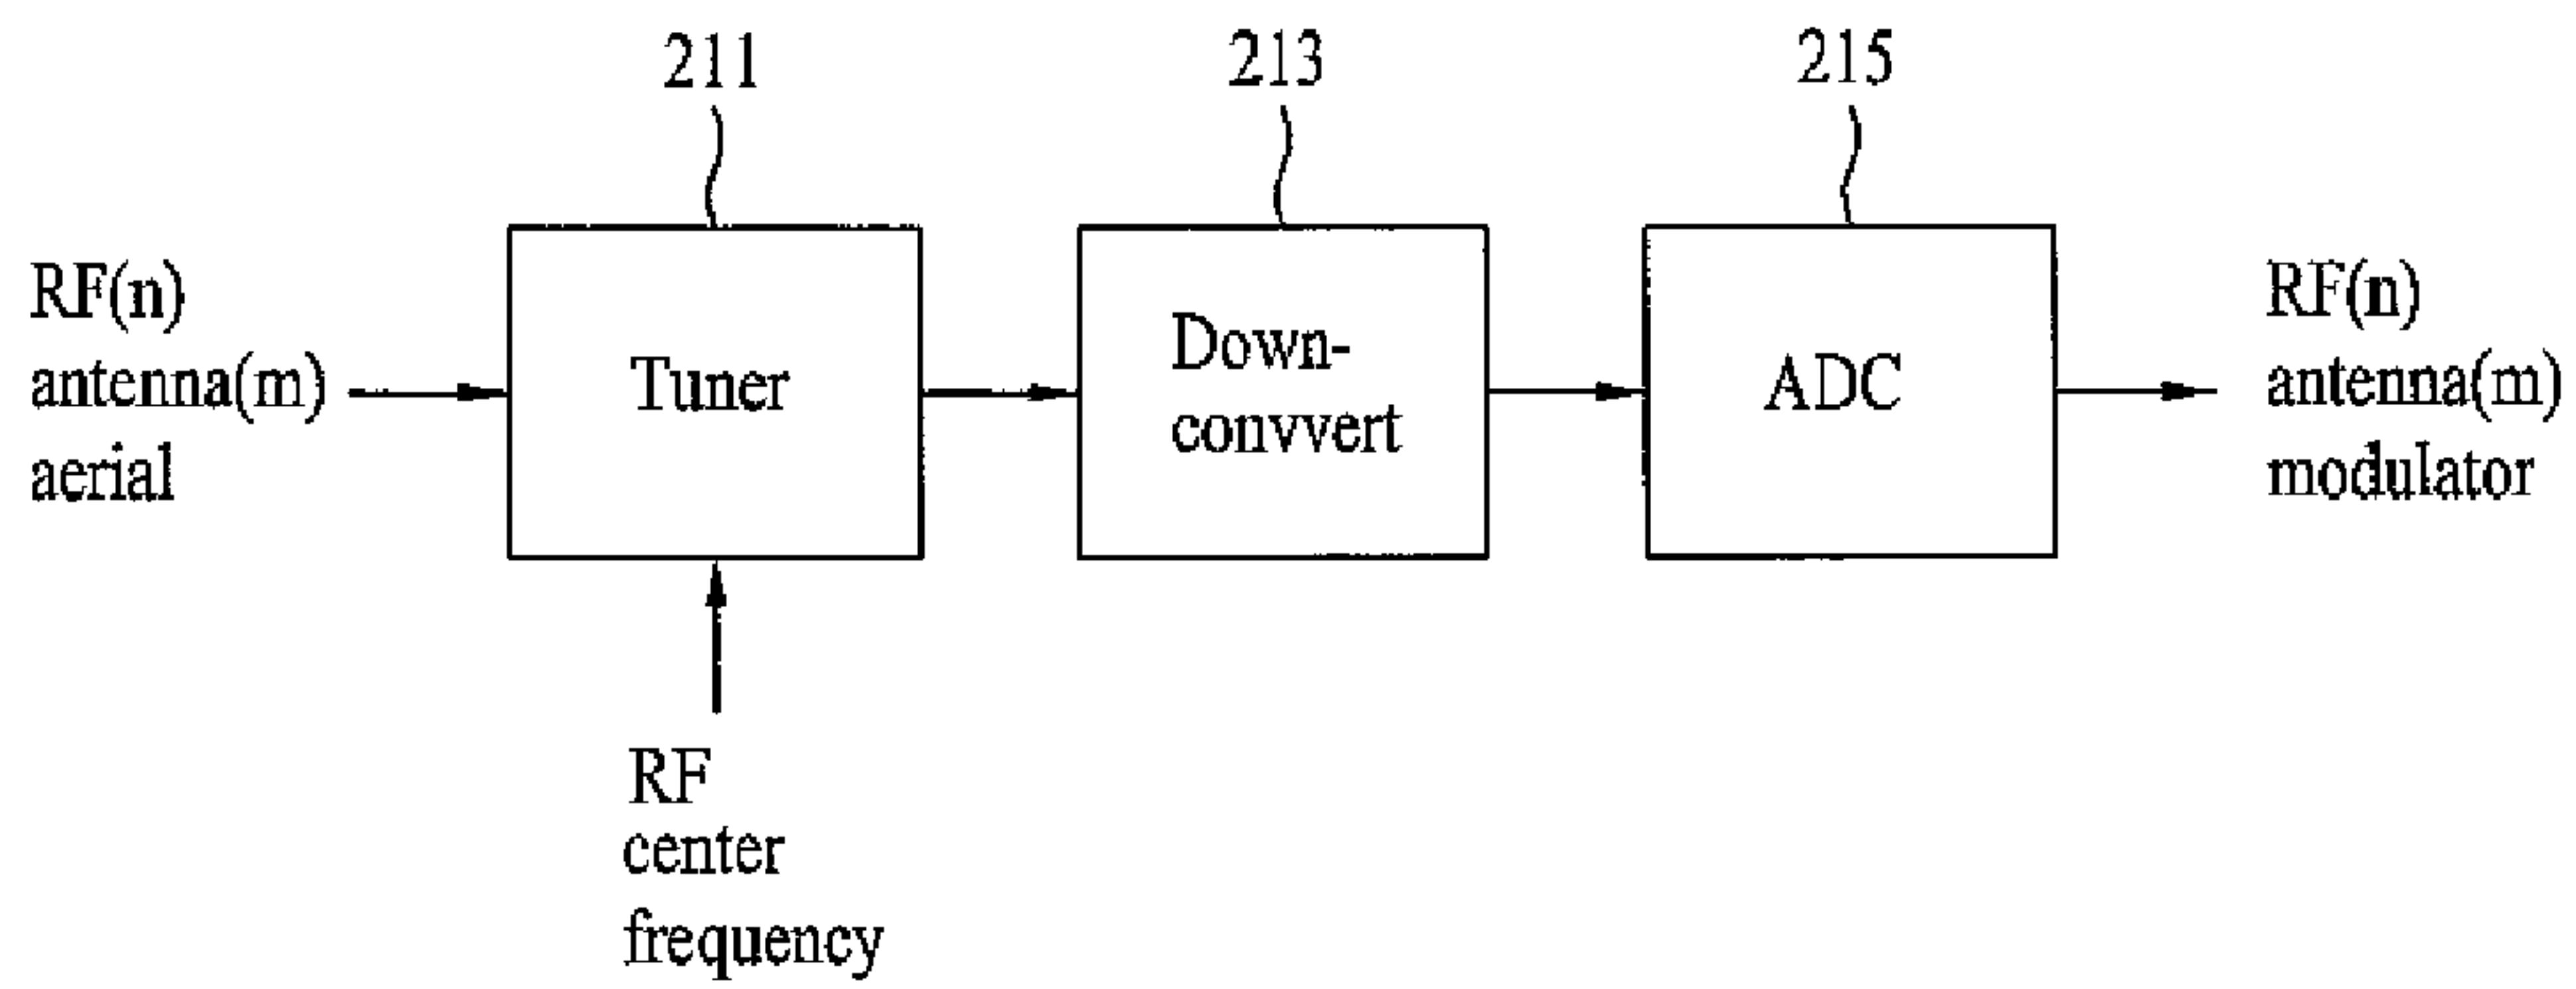 211
213
215
RF(n)
antenna(m)
aerial
Tuner
Down-
convvert
ADC
RF(n)
antenna(m)
modulator
RF
center
frequency